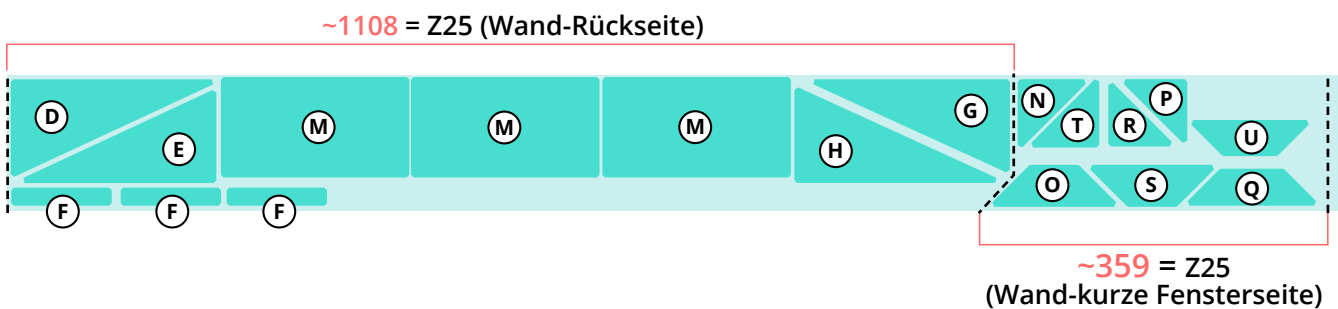 ~1108 = Z25 (Wand-Rückseite)
D
E
M
M
M
H
G
N
T
R
P
U
O
S
Q
F
F
F
~359 = Z25
(Wand-kurze Fensterseite)